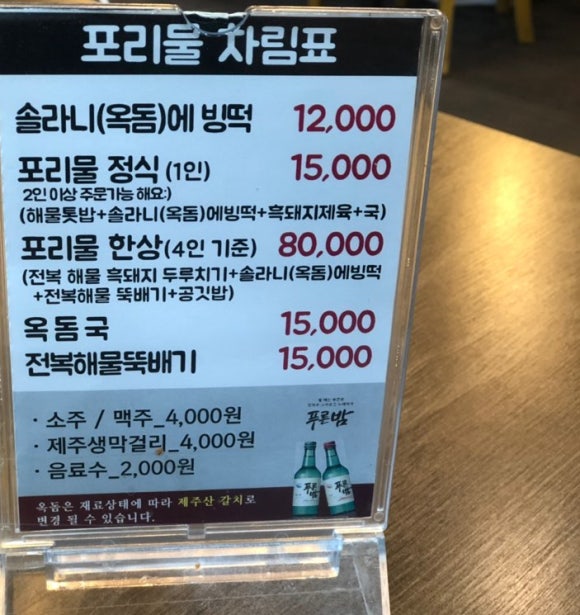 포리물 차림표
솔라니(옥돔)에 빙떡 12,000
포리물 정식 (1인) 15,000
2인 이상 주문가능 해요:)
(해물톳밥+솔라니(옥돔)에빙떡+흑돼지제육+국)
포리물 한상(4인 기준) 80,000
(전복 해물 흑돼지 두루치기+솔라니(옥돔)에빙떡
+전복해물 뚝배기+공깃밥)
옥돔국 15,000
전복해물뚝배기 15,000
· 소주 / 맥주_4,000원
· 제주생막걸리_4,000원
· 음료수_2,000원
푸른밤
푸른밤
푸른밤
옥돔은 재료상태에 따라 제주산 갈치로
변경 될 수 있습니다.